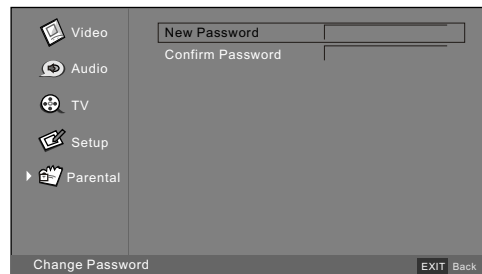 Video
Audio
TV
Setup
Parental
New Password
Confirm Password
Change Password
EXIT Back